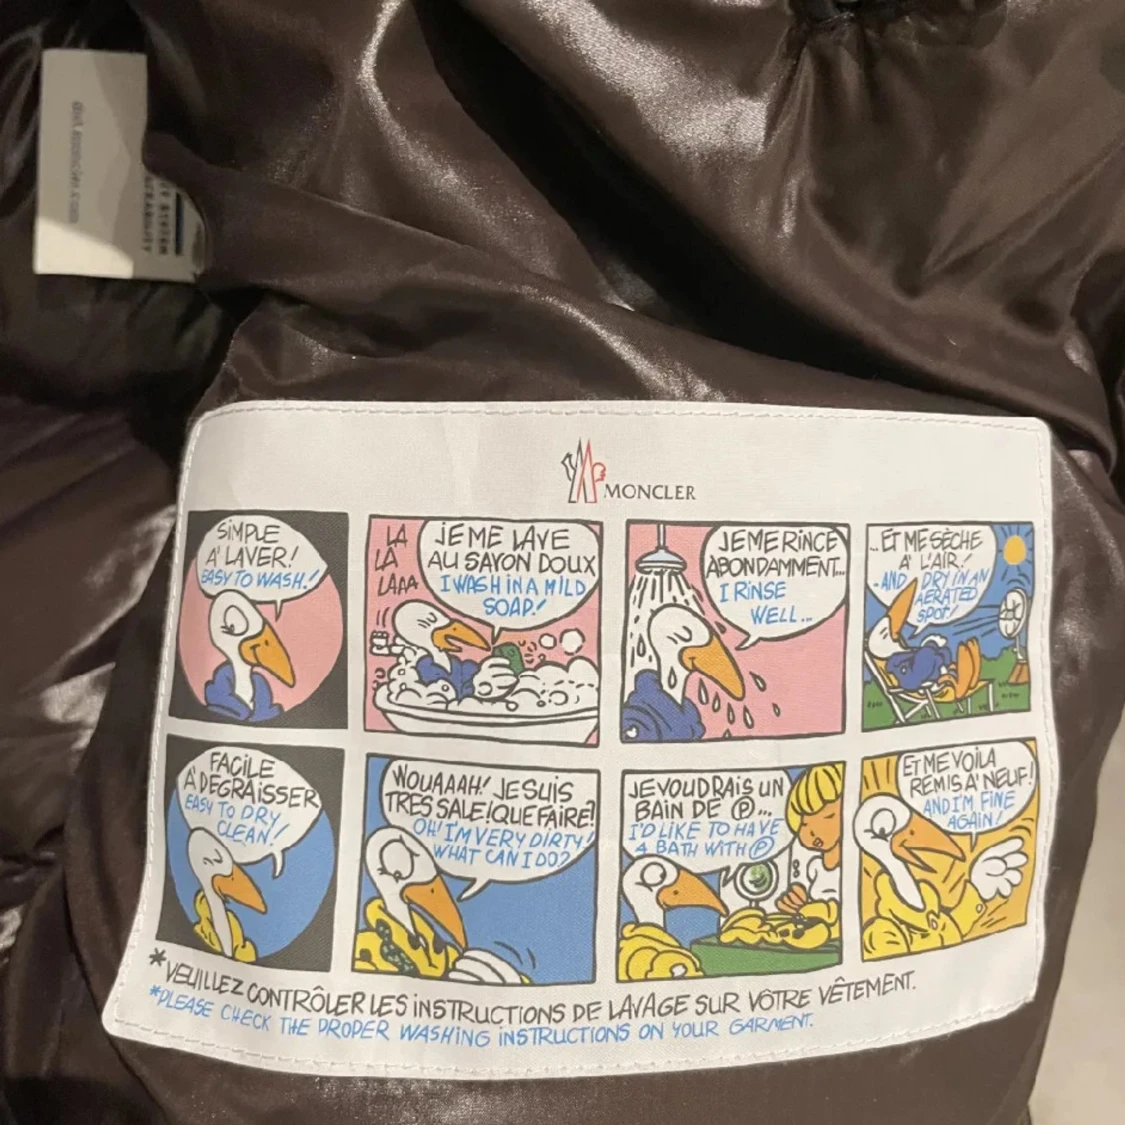 MONCLER
SIMPLE
A' LAVER!
EASY TO WASH!
LA
LA
LAAA
JE ME LAVE
AU SAVON DOUX
I WASH IN A MILD
SOAP!
JE ME RINCE
ABONDAMMENT...
I RINSE
WELL...
...ET ME SÈCHE
A' L'AIR!
-AND DRY IN AN
AERATED
SPOT!
FACILE
A' DEGRAISSER
EASY TO DRY
CLEAN!
WOUAAAH! JE SUIS
TRES SALE! QUE FAIRE?
OH! I'M VERY DIRTY!
WHAT CAN I DO?
JE VOUDRAIS UN
BAIN DE Ⓟ...
I'D LIKE TO HAVE
A BATH WITH Ⓟ
ET ME VOILA
REMIS A' NEUF!
AND I'M FINE
AGAIN!
*VEUILLEZ CONTRÔLER LES INSTRUCTIONS DE LAVAGE SUR VÔTRE VÊTEMENT.
*PLEASE CHECK THE PROPER WASHING INSTRUCTIONS ON YOUR GARMENT.